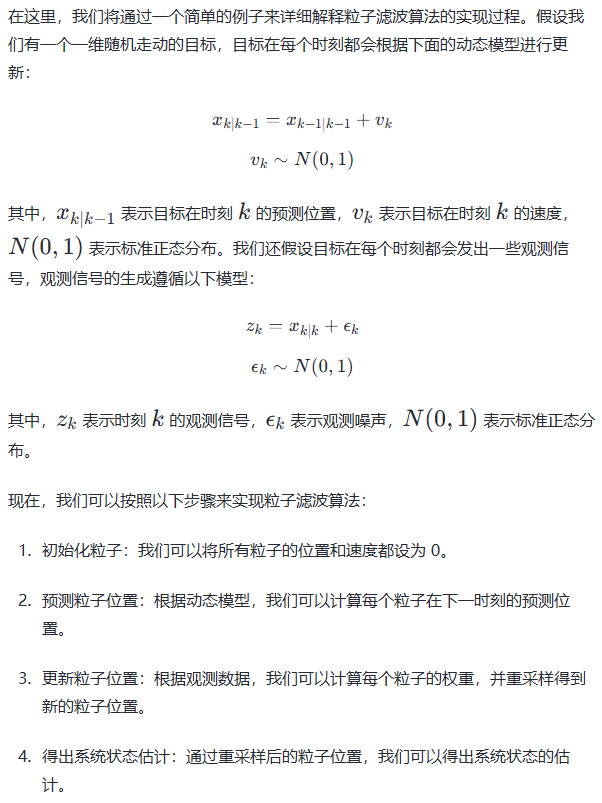 在这里，我们将通过一个简单的例子来详细解释粒子滤波算法的实现过程。假设我
们有一个一维随机走动的目标，目标在每个时刻都会根据下面的动态模型进行更
新：
x_{k|k−1} = x_{k−1|k−1} + v_k
v_k ∼ N(0, 1)
其中，x_{k|k−1} 表示目标在时刻 k 的预测位置，v_k 表示目标在时刻 k 的速度，
N(0, 1) 表示标准正态分布。我们还假设目标在每个时刻都会发出一些观测信
号，观测信号的生成遵循以下模型：
z_k = x_{k|k} + ϵ_k
ϵ_k ∼ N(0, 1)
其中，z_k 表示时刻 k 的观测信号，ϵ_k 表示观测噪声，N(0, 1) 表示标准正态分
布。
现在，我们可以按照以下步骤来实现粒子滤波算法：
1. 初始化粒子：我们可以将所有粒子的位置和速度都设为 0。
2. 预测粒子位置：根据动态模型，我们可以计算每个粒子在下一时刻的预测位
置。
3. 更新粒子位置：根据观测数据，我们可以计算每个粒子的权重，并重采样得到
新的粒子位置。
4. 得出系统状态估计：通过重采样后的粒子位置，我们可以得出系统状态的估
计。